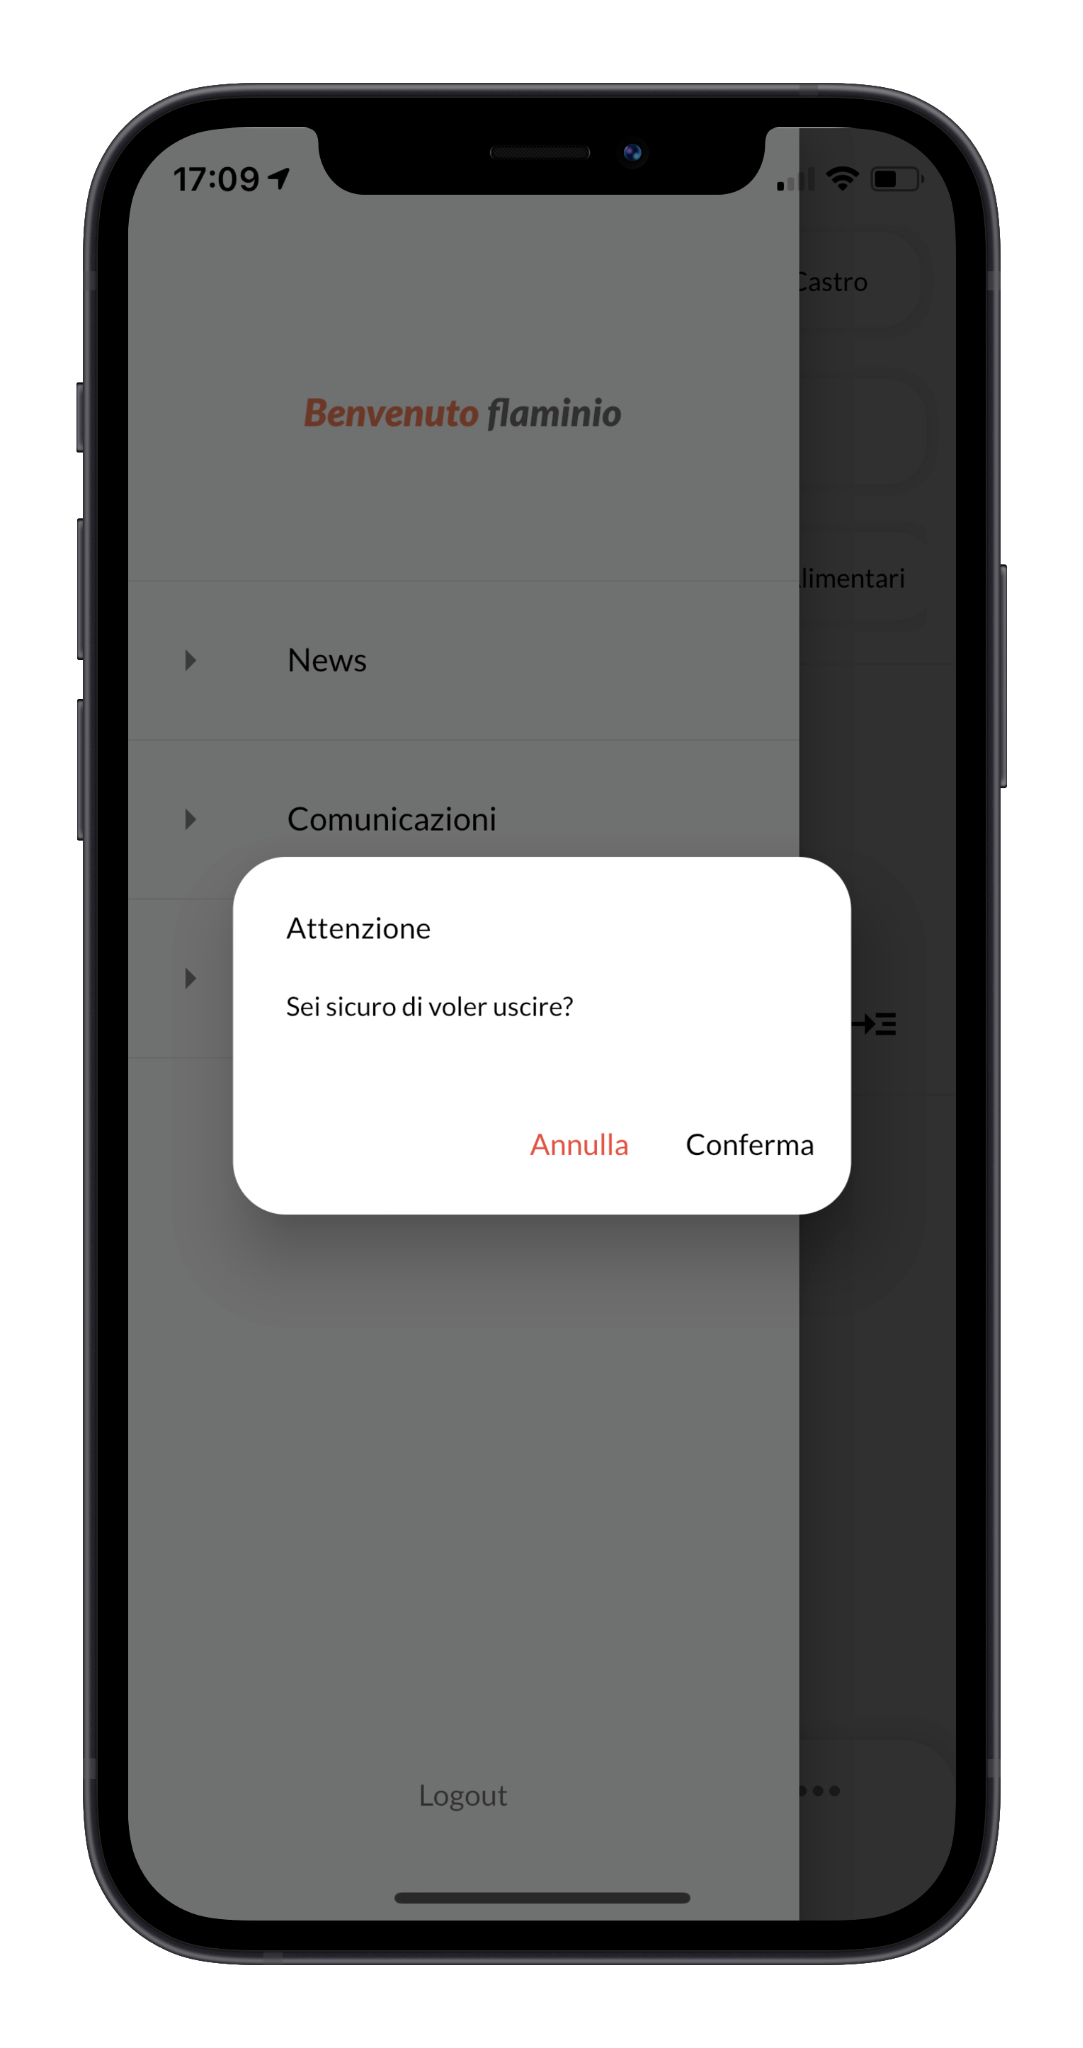 17:09
Castro
Benvenuto flaminio
limentari
News
Comunicazioni
Attenzione
Sei sicuro di voler uscire?
Annulla Conferma
Logout